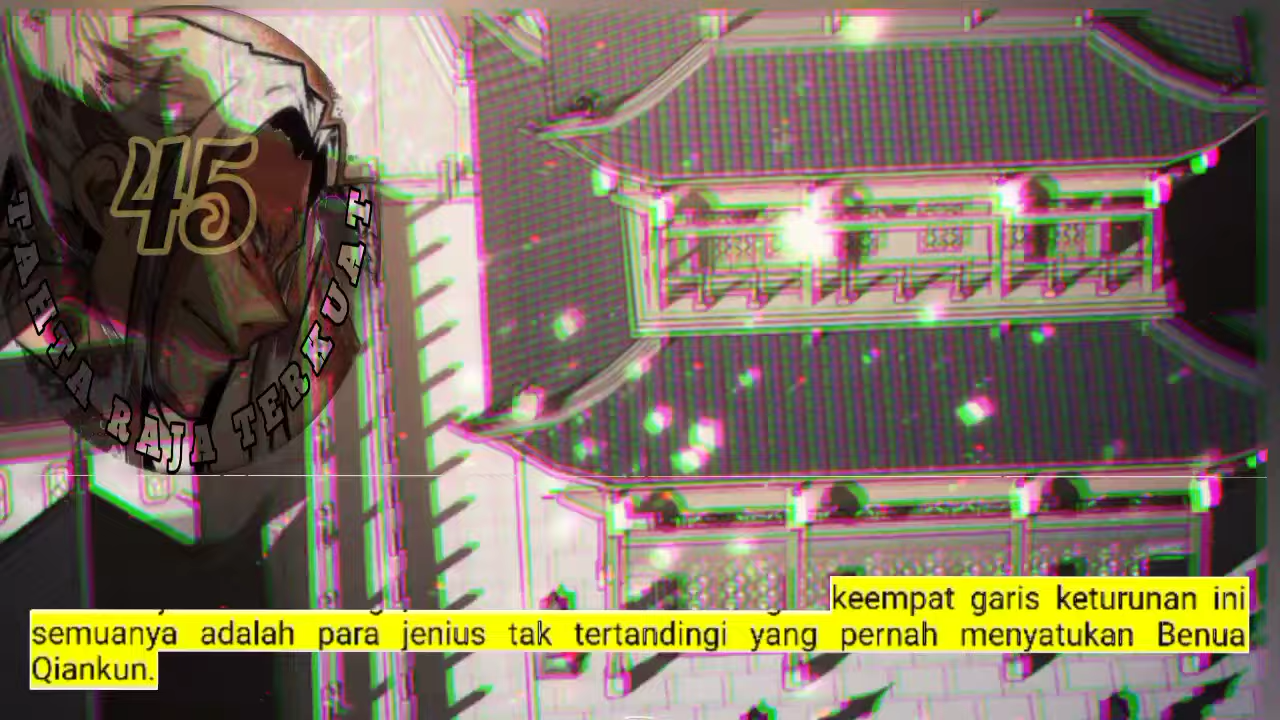 45
TAHTA RAJA TERKUAT
keempat garis keturunan ini
semuanya adalah para jenius tak tertandingi yang pernah menyatukan Benua
Qiankun.